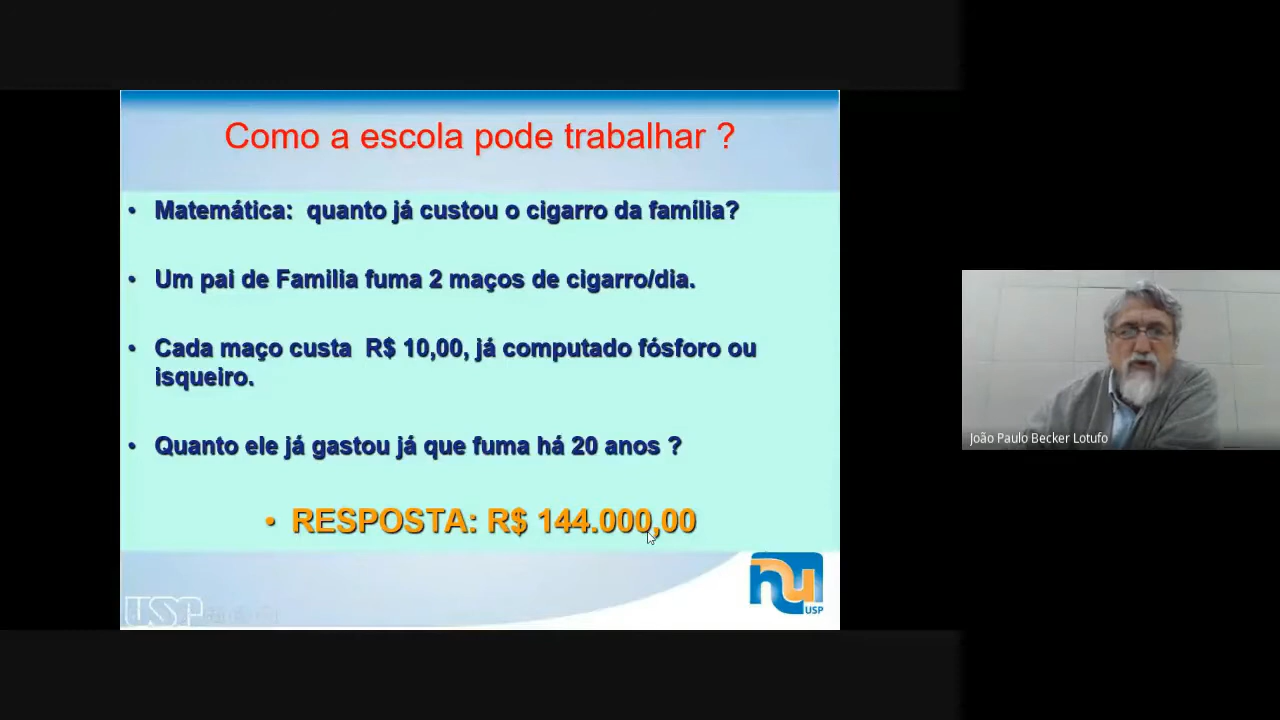 Como a escola pode trabalhar ?
• Matemática: quanto já custou o cigarro da família?
• Um pai de Familia fuma 2 maços de cigarro/dia.
• Cada maço custa R$ 10,00, já computado fósforo ou
isqueiro.
• Quanto ele já gastou já que fuma há 20 anos ?
• RESPOSTA: R$ 144.000,00
hu
USP
USP
João Paulo Becker Lotufo